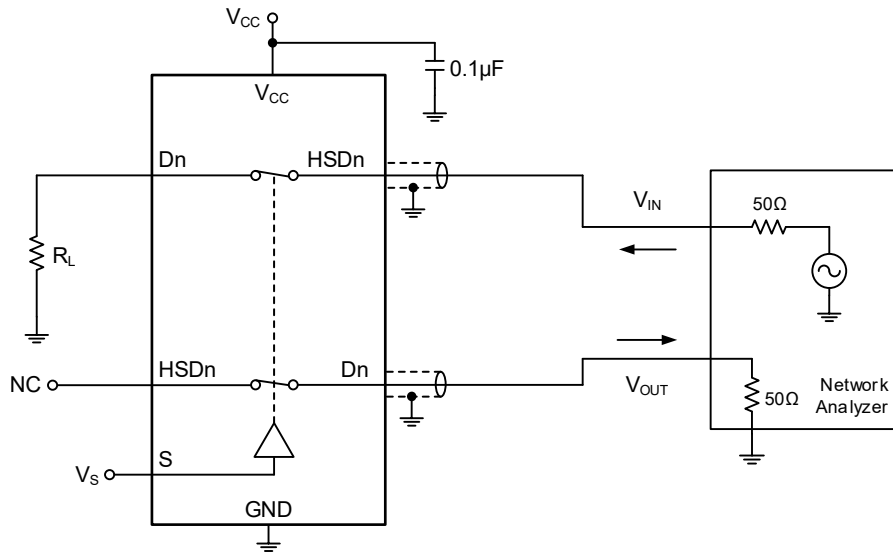 VCC
0.1µF
VCC
Dn
HSDn
VIN
50Ω
RL
NC
HSDn
Dn
VOUT
50Ω
Network
Analyzer
VS
S
GND